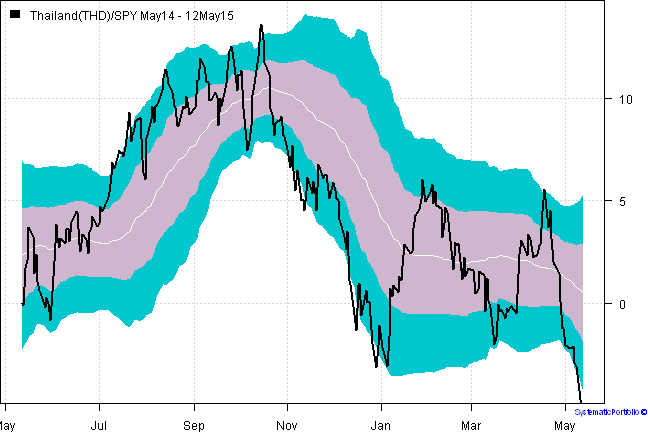 Thailand(THD)/SPY May14 - 12May15
10
5
0
May Jul Sep Nov Jan Mar May
SystematicPortfolio ©